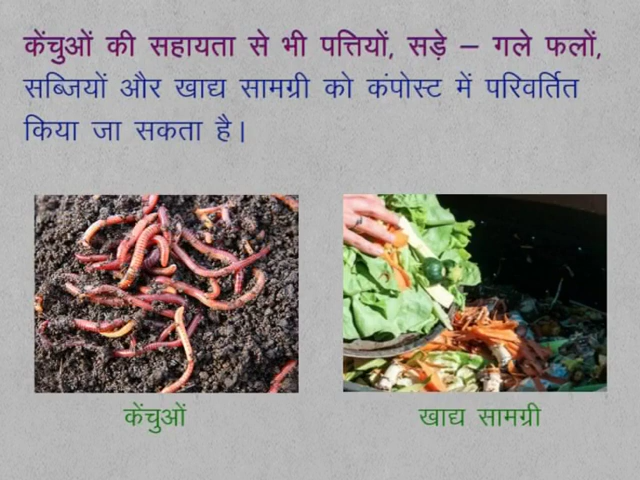 केंचुओं की सहायता से भी पत्तियों, सड़े – गले फलों,
सब्जियों और खाद्य सामग्री को कंपोस्ट में परिवर्तित
किया जा सकता है।
केंचुओं
खाद्य सामग्री